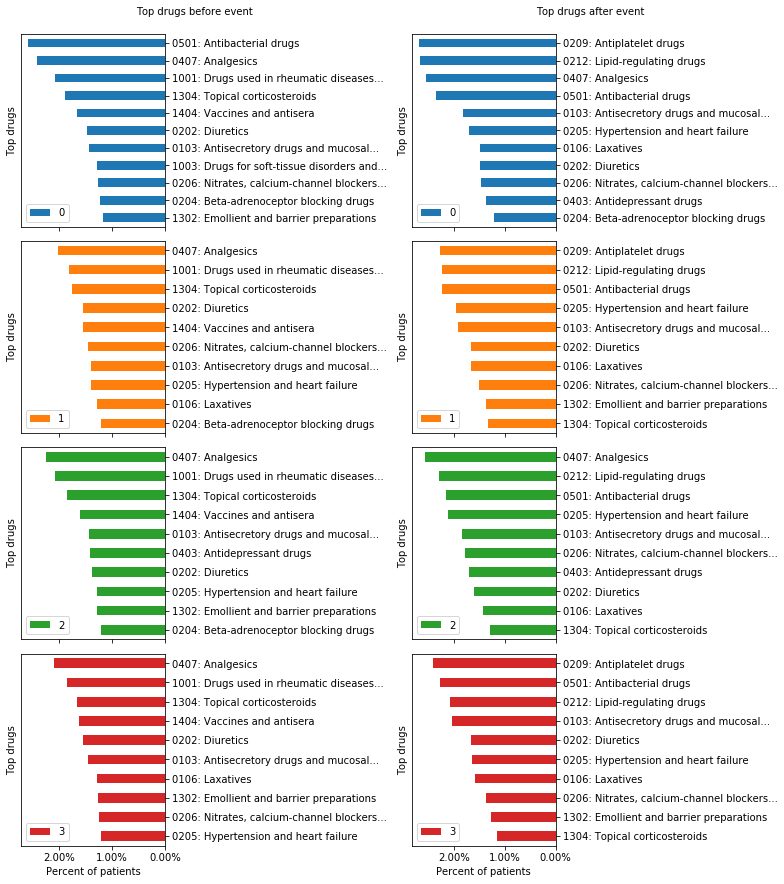 Top drugs before event
Top drugs
0501: Antibacterial drugs
0407: Analgesics
1001: Drugs used in rheumatic diseases...
1304: Topical corticosteroids
1404: Vaccines and antisera
0202: Diuretics
0103: Antisecretory drugs and mucosal...
1003: Drugs for soft-tissue disorders and...
0206: Nitrates, calcium-channel blockers...
0204: Beta-adrenoceptor blocking drugs
1302: Emollient and barrier preparations
0
Top drugs
0407: Analgesics
1001: Drugs used in rheumatic diseases...
1304: Topical corticosteroids
0202: Diuretics
1404: Vaccines and antisera
0206: Nitrates, calcium-channel blockers...
0103: Antisecretory drugs and mucosal...
0205: Hypertension and heart failure
0106: Laxatives
0204: Beta-adrenoceptor blocking drugs
1
Top drugs
0407: Analgesics
1001: Drugs used in rheumatic diseases...
1304: Topical corticosteroids
1404: Vaccines and antisera
0103: Antisecretory drugs and mucosal...
0403: Antidepressant drugs
0202: Diuretics
0205: Hypertension and heart failure
1302: Emollient and barrier preparations
0204: Beta-adrenoceptor blocking drugs
2
Top drugs
0407: Analgesics
1001: Drugs used in rheumatic diseases...
1304: Topical corticosteroids
1404: Vaccines and antisera
0202: Diuretics
0103: Antisecretory drugs and mucosal...
0106: Laxatives
1302: Emollient and barrier preparations
0206: Nitrates, calcium-channel blockers...
0205: Hypertension and heart failure
3
2.00% 1.00% 0.00%
Percent of patients
Top drugs after event
Top drugs
0209: Antiplatelet drugs
0212: Lipid-regulating drugs
0407: Analgesics
0501: Antibacterial drugs
0103: Antisecretory drugs and mucosal...
0205: Hypertension and heart failure
0106: Laxatives
0202: Diuretics
0206: Nitrates, calcium-channel blockers...
0403: Antidepressant drugs
0204: Beta-adrenoceptor blocking drugs
0
Top drugs
0209: Antiplatelet drugs
0212: Lipid-regulating drugs
0501: Antibacterial drugs
0205: Hypertension and heart failure
0103: Antisecretory drugs and mucosal...
0202: Diuretics
0106: Laxatives
0206: Nitrates, calcium-channel blockers...
1302: Emollient and barrier preparations
1304: Topical corticosteroids
1
Top drugs
0407: Analgesics
0212: Lipid-regulating drugs
0501: Antibacterial drugs
0205: Hypertension and heart failure
0103: Antisecretory drugs and mucosal...
0206: Nitrates, calcium-channel blockers...
0403: Antidepressant drugs
0202: Diuretics
0106: Laxatives
1304: Topical corticosteroids
2
Top drugs
0209: Antiplatelet drugs
0501: Antibacterial drugs
0212: Lipid-regulating drugs
0103: Antisecretory drugs and mucosal...
0202: Diuretics
0205: Hypertension and heart failure
0106: Laxatives
0206: Nitrates, calcium-channel blockers...
1302: Emollient and barrier preparations
1304: Topical corticosteroids
3
2.00% 1.00% 0.00%
Percent of patients